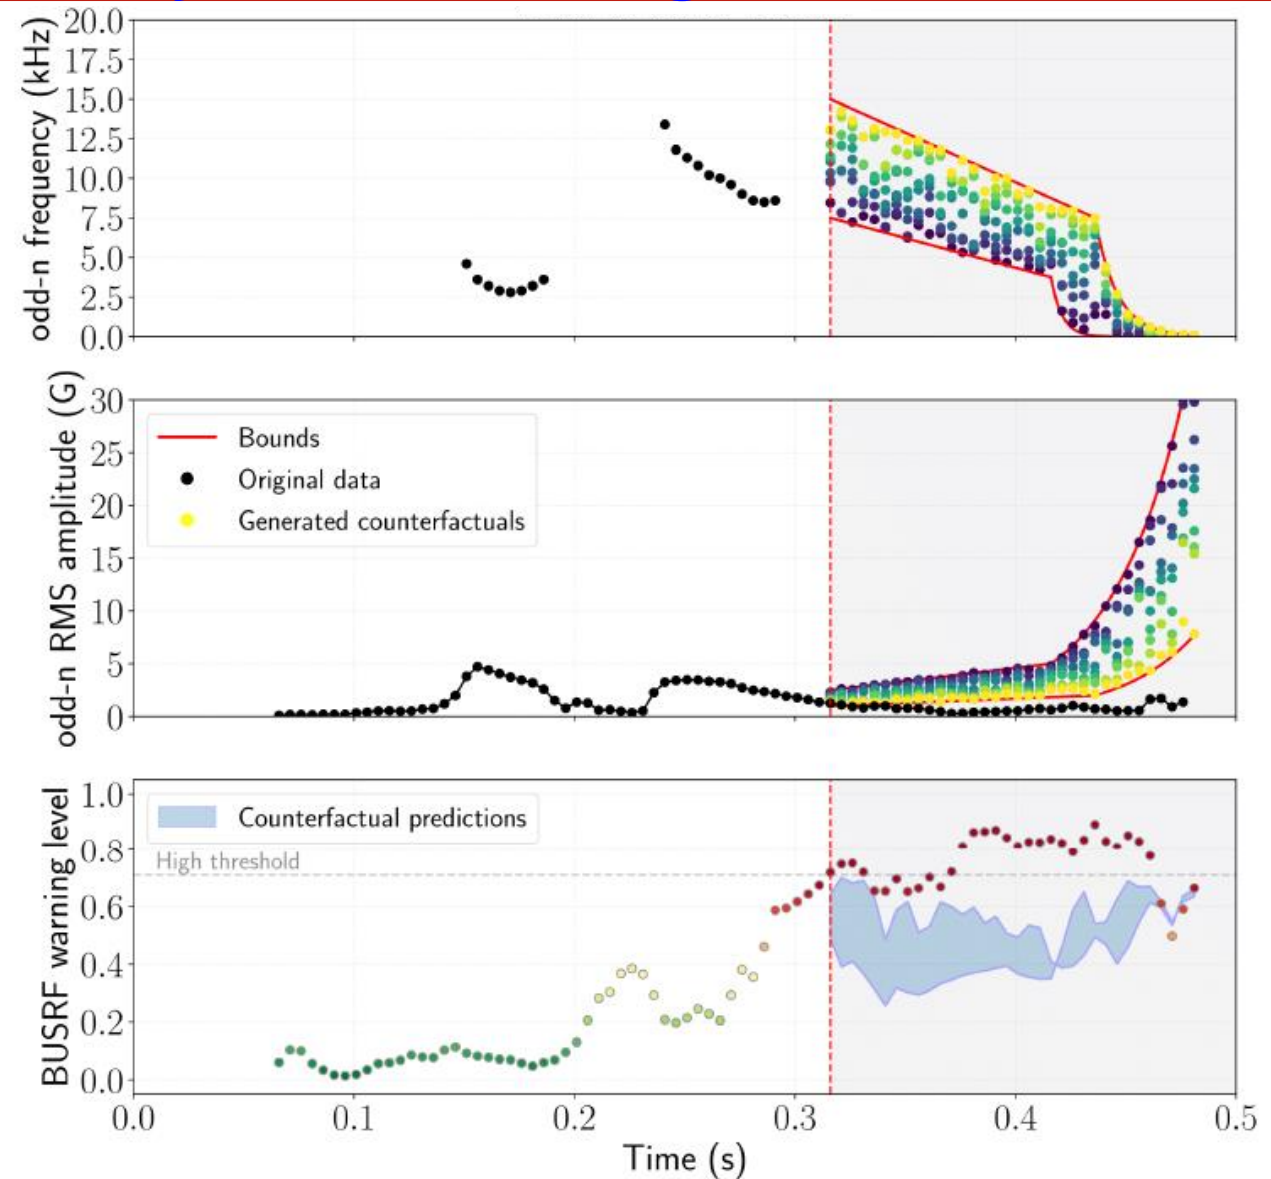 odd-n frequency (kHz)
20.0
17.5
15.0
12.5
10.0
7.5
5.0
2.5
0.0
odd-n RMS amplitude (G)
30
25
20
15
10
5
0
Bounds
Original data
Generated counterfactuals
BUSRF warning level
1.0
0.8
0.6
0.4
0.2
0.0
Counterfactual predictions
High threshold
0.0 0.1 0.2 0.3 0.4 0.5
Time (s)